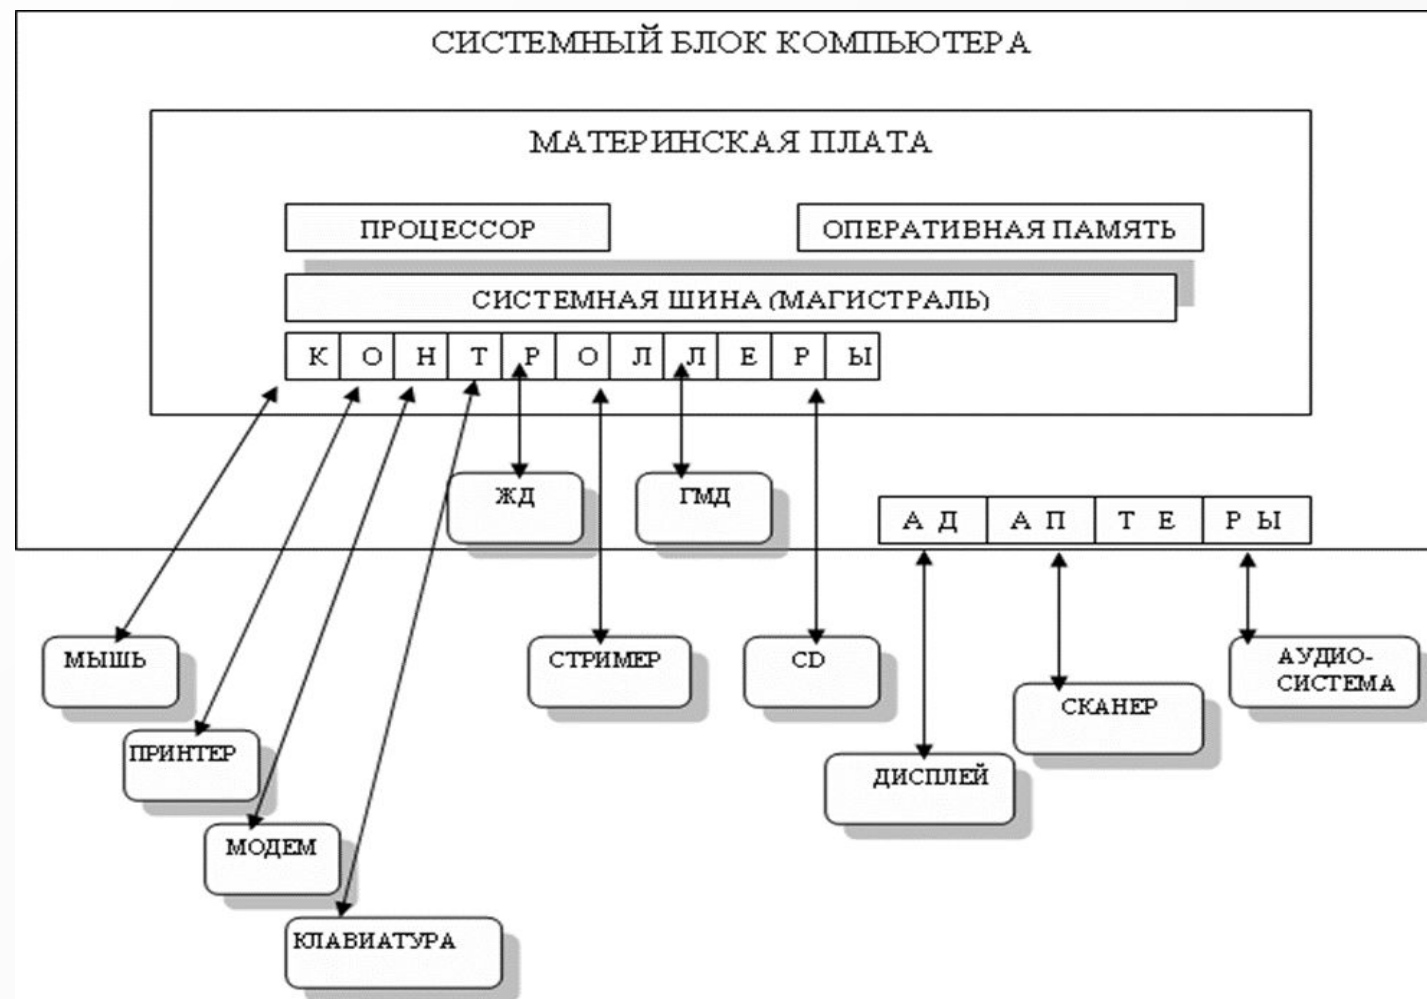 СИСТЕМНЫЙ БЛОК КОМПЬЮТЕРА
МАТЕРИНСКАЯ ПЛАТА
ПРОЦЕССОР
ОПЕРАТИВНАЯ ПАМЯТЬ
СИСТЕМНАЯ ШИНА (МАГИСТРАЛЬ)
К О Н Т Р О Л Л Е Р Ы
ЖД
ГМД
А Д А П Т Е Р Ы
МЫШЬ
СТРИМЕР
CD
АУДИО-
СИСТЕМА
СКАНЕР
ПРИНТЕР
ДИСПЛЕЙ
МОДЕМ
КЛАВИАТУРА